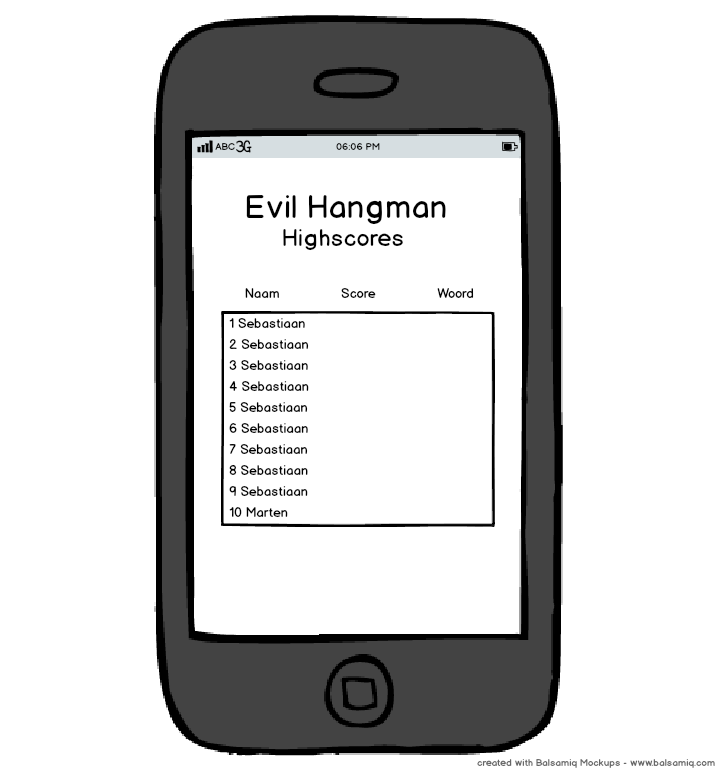 ABC 3G 06:06 PM
Evil Hangman
Highscores
Naam Score Woord
1 Sebastiaan
2 Sebastiaan
3 Sebastiaan
4 Sebastiaan
5 Sebastiaan
6 Sebastiaan
7 Sebastiaan
8 Sebastiaan
9 Sebastiaan
10 Marten
created with Balsamiq Mockups - www.balsamiq.com